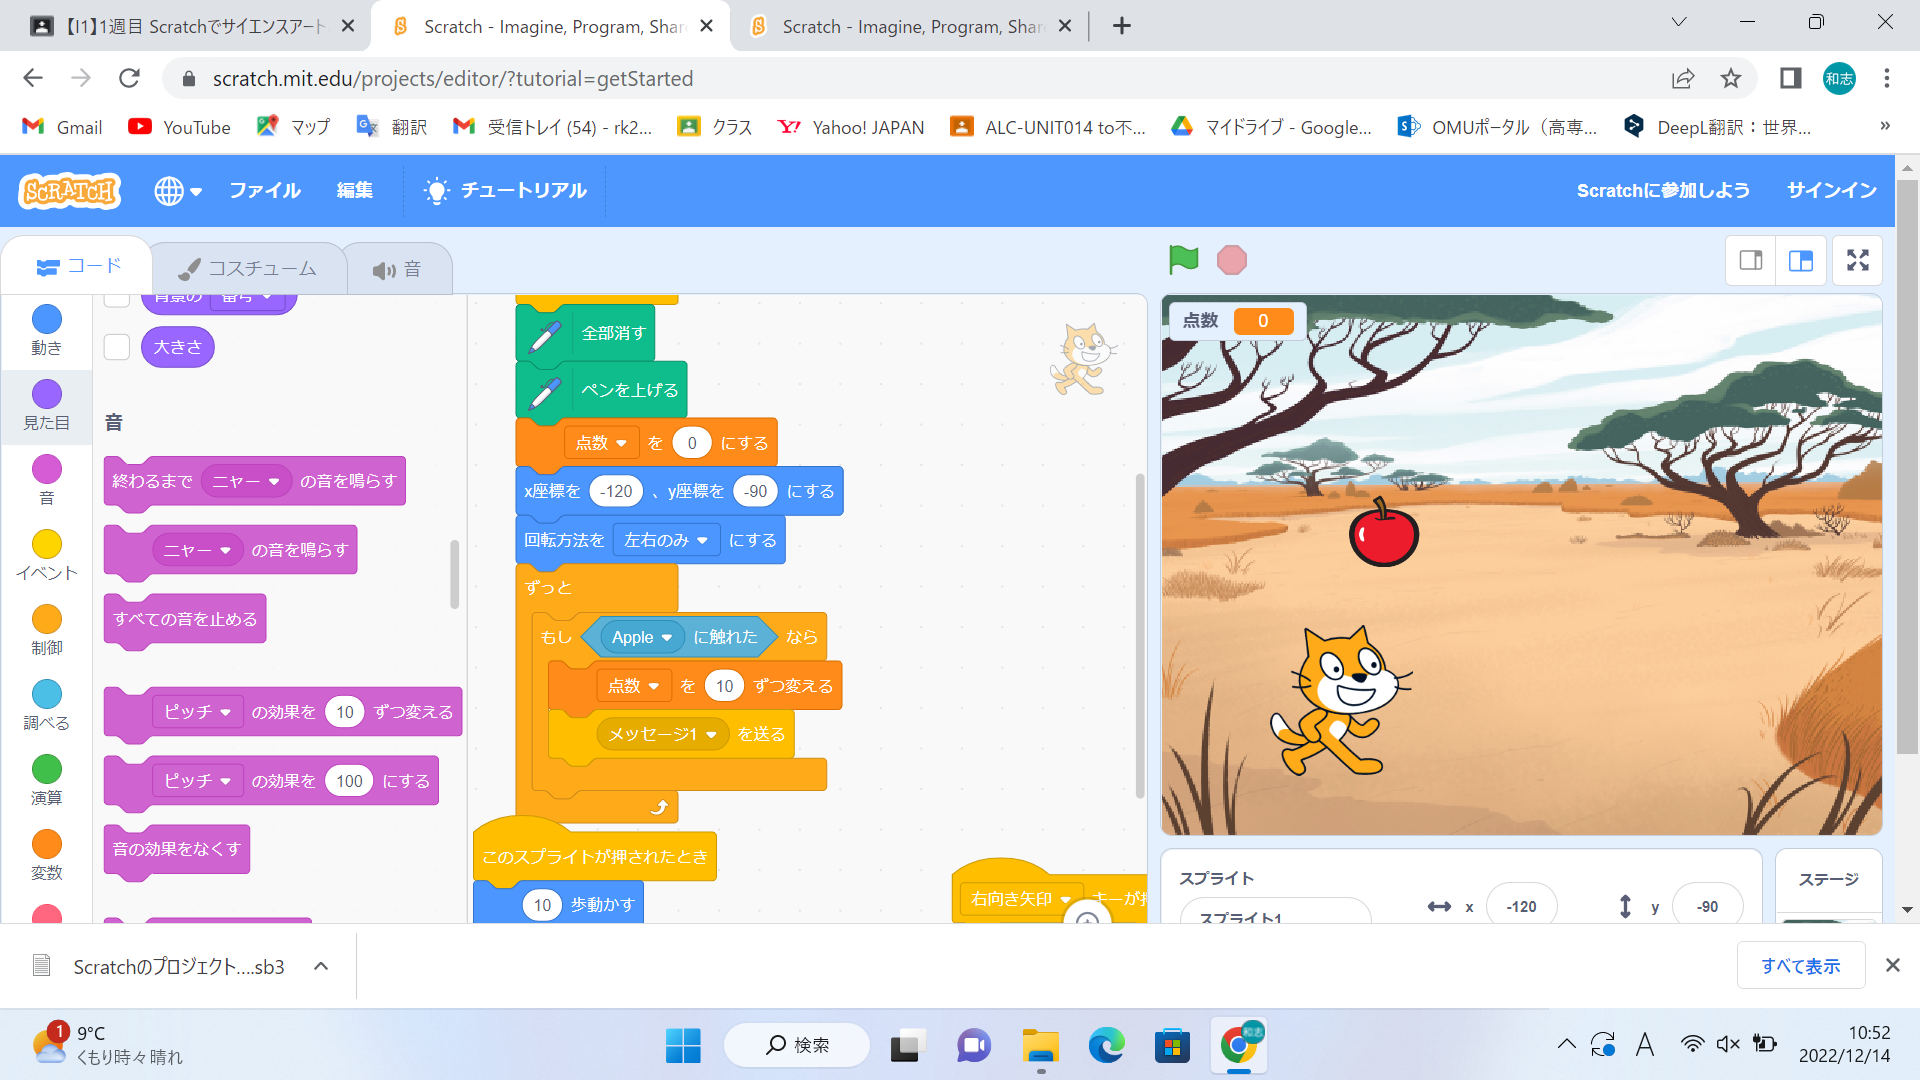 【I1】1週目 Scratchでサイエンスアート
Scratch - Imagine, Program, Shar
Scratch - Imagine, Program, Shar
scratch.mit.edu/projects/editor/?tutorial=getStarted
和志
Gmail
YouTube
マップ
翻訳
受信トレイ (54) - rk2...
クラス
Yahoo! JAPAN
ALC-UNIT014 to不...
マイドライブ - Google...
OMUポータル（高専...
DeepL翻訳：世界...
»
SCRATCH
ファイル
編集
チュートリアル
Scratchに参加しよう
サインイン
コード
コスチューム
音
動き
見た目
音
イベント
制御
調べる
演算
変数
背景の 番号
大きさ
音
終わるまで ニャー の音を鳴らす
ニャー の音を鳴らす
すべての音を止める
ピッチ の効果を 10 ずつ変える
ピッチ の効果を 100 にする
音の効果をなくす
全部消す
ペンを上げる
点数 を 0 にする
x座標を -120 、y座標を -90 にする
回転方法を 左右のみ にする
ずっと
もし Apple に触れた なら
点数 を 10 ずつ変える
メッセージ1 を送る
このスプライトが押されたとき
10 歩動かす
右向き矢印 キーが押
点数 0
スプライト
スプライト1
x -120
y -90
ステージ
Scratchのプロジェクト....sb3
すべて表示
1
9°C
くもり時々晴れ
検索
和志
A
10:52
2022/12/14